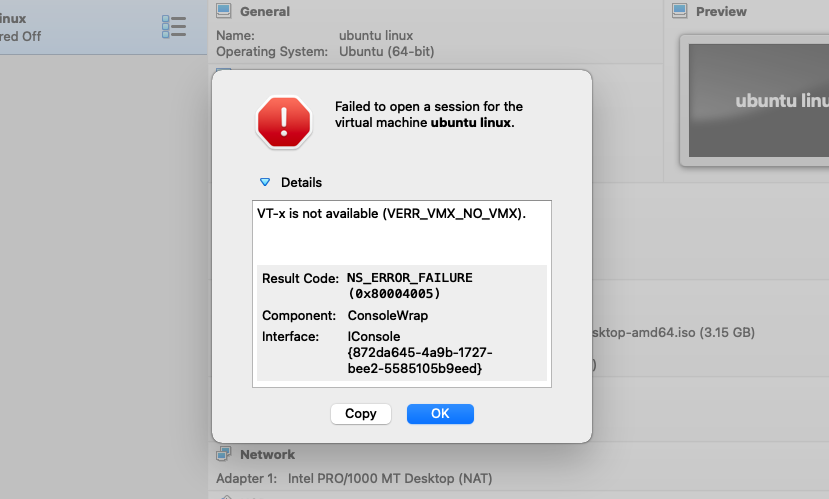 inux
General
Preview
red Off
Name: ubuntu linux
Operating System: Ubuntu (64-bit)
Failed to open a session for the
virtual machine ubuntu linux.
ubuntu linu
Details
VT-x is not available (VERR_VMX_NO_VMX).
Result Code: NS_ERROR_FAILURE
(0x80004005)
Component: ConsoleWrap
Interface: IConsole
{872da645-4a9b-1727-
bee2-5585105b9eed}
sktop-amd64.iso (3.15 GB)
)
Copy
OK
Network
Adapter 1: Intel PRO/1000 MT Desktop (NAT)